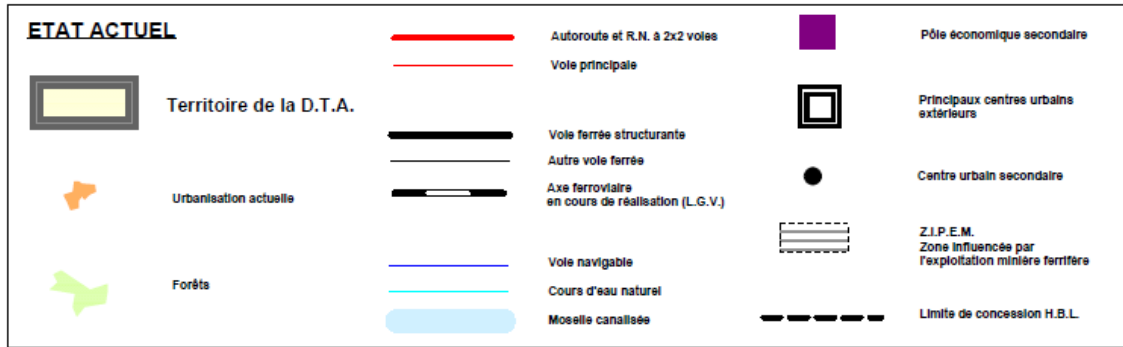 ETAT ACTUEL
Territoire de la D.T.A.
Urbanisation actuelle
Forêts
Autoroute et R.N. à 2x2 voies
Voie principale
Voie ferrée structurante
Autre voie ferrée
Axe ferroviaire
en cours de réalisation (L.G.V.)
Voie navigable
Cours d'eau naturel
Moselle canalisée
Pôle économique secondaire
Principaux centres urbains
extérieurs
Centre urbain secondaire
Z.I.P.E.M.
Zone influencée par
l'exploitation minière ferrifère
Limite de concession H.B.L.